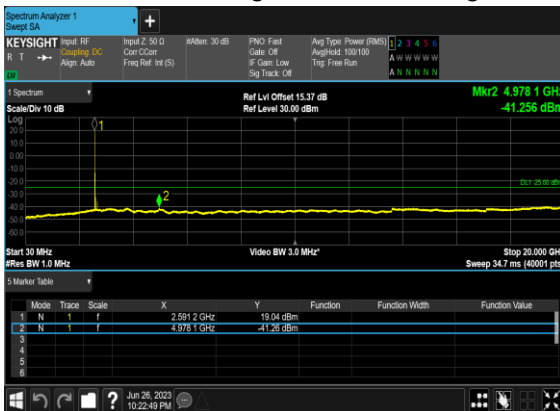 Spectrum Analyzer 1
Swept SA
+
KEYSIGHT Input: RF Input Z: 50 Ω #Atten: 30 dB PNO: Fast Avg Type: Power (RMS) 1 2 3 4 5 6
R T Coupling: DC Corr CCorr Gate: Off Avg|Hold: 100/100 A W W W W W
Align: Auto Freq Ref: Int (S) IF Gain: Low Trig: Free Run
Sig Track: Off A N N N N N
LV
1 Spectrum Ref Lvl Offset 15.37 dB Mkr2 4.978 1 GHz
Scale/Div 10 dB Ref Level 30.00 dBm -41.256 dBm
Log
20.0
10.0
0.00
-10.0
-20.0
-30.0
-40.0
-50.0
-60.0
1
2
DL1 -25.00 dBm
Start 30 MHz Video BW 3.0 MHz* Stop 20.000 GHz
#Res BW 1.0 MHz Sweep 34.7 ms (40001 pts)
5 Marker Table
Mode Trace Scale X Y Function Function Width Function Value
1 N 1 f 2.591 2 GHz 19.04 dBm
2 N 1 f 4.978 1 GHz -41.26 dBm
3
4
5
6
? Jun 26, 2023
10:22:49 PM